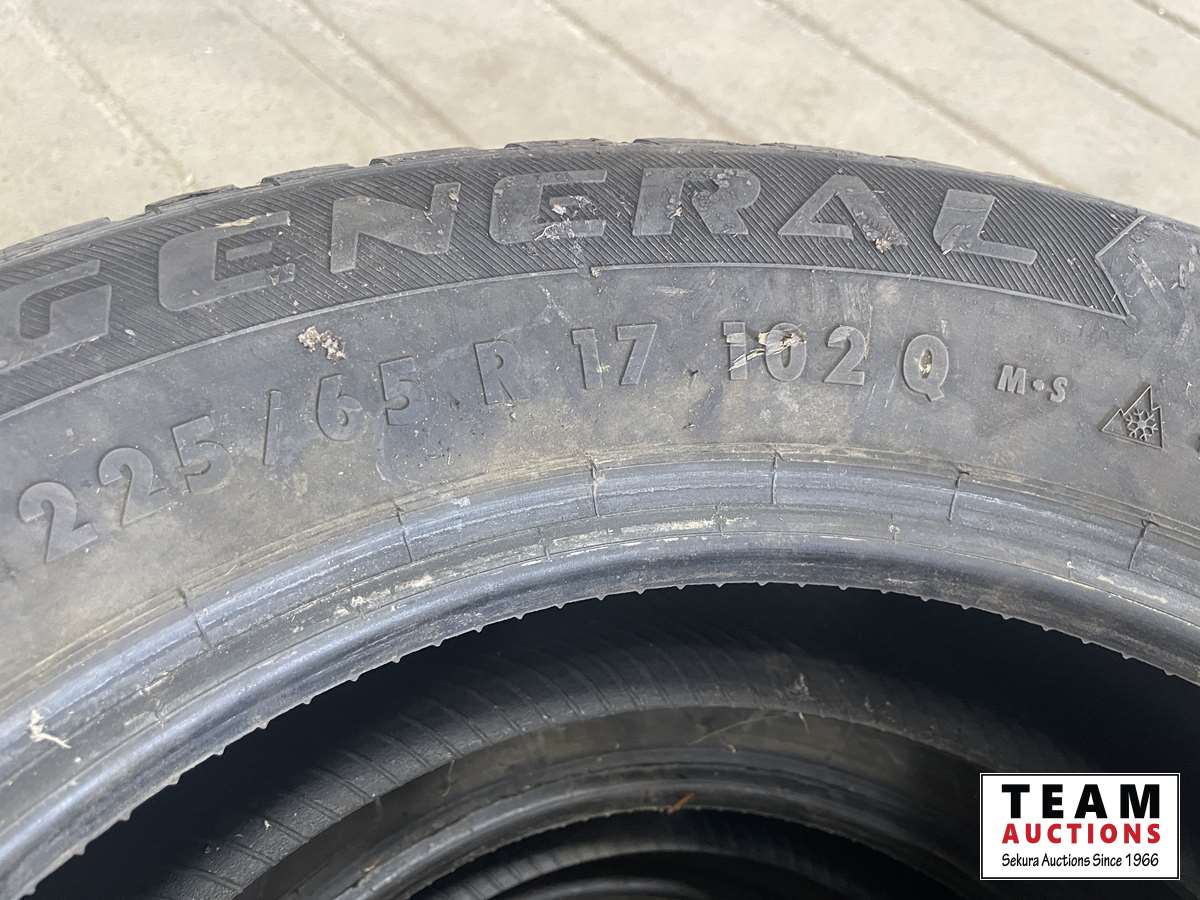 G GENERAL
225/65 R 17 102 Q M·S
TEAM
AUCTIONS
Sekura Auctions Since 1966